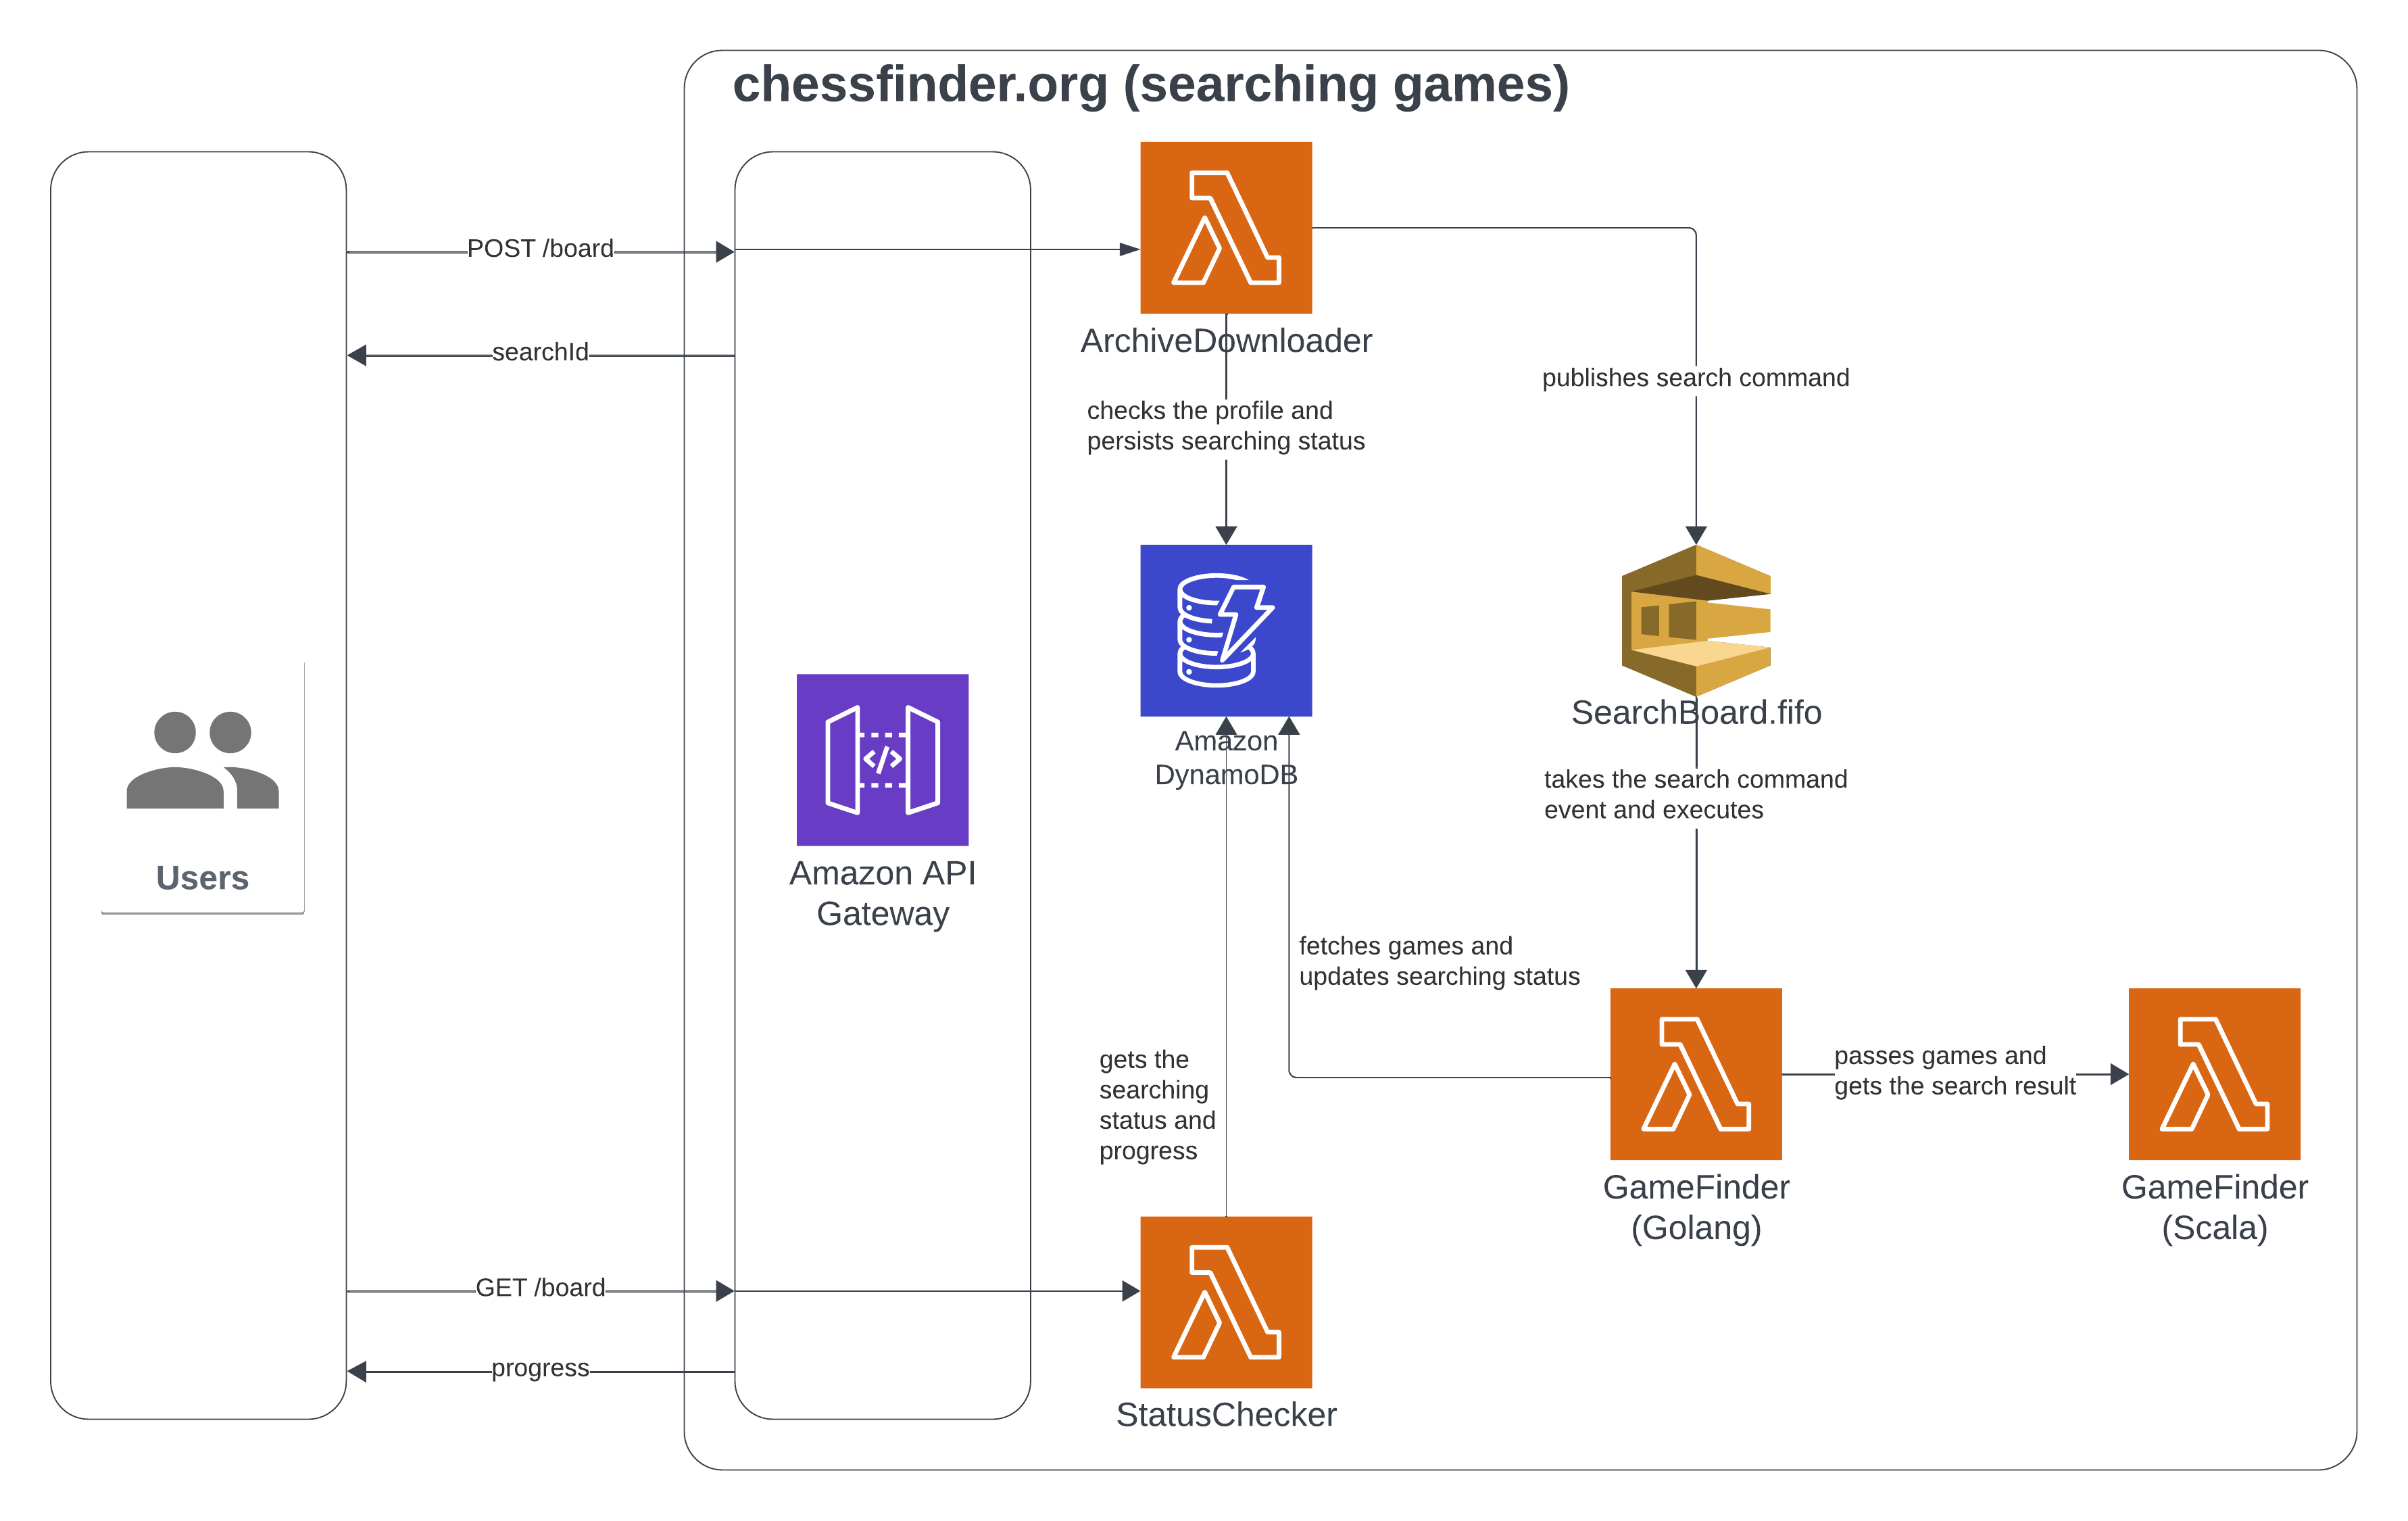 chessfinder.org (searching games)
POST /board
searchId
ArchiveDownloader
publishes search command
checks the profile and
persists searching status
SearchBoard.fifo
Amazon
DynamoDB
takes the search command
event and executes
Users
Amazon API
Gateway
fetches games and
updates searching status
gets the
searching
status and
progress
passes games and
gets the search result
GameFinder
(Golang)
GameFinder
(Scala)
GET /board
progress
StatusChecker